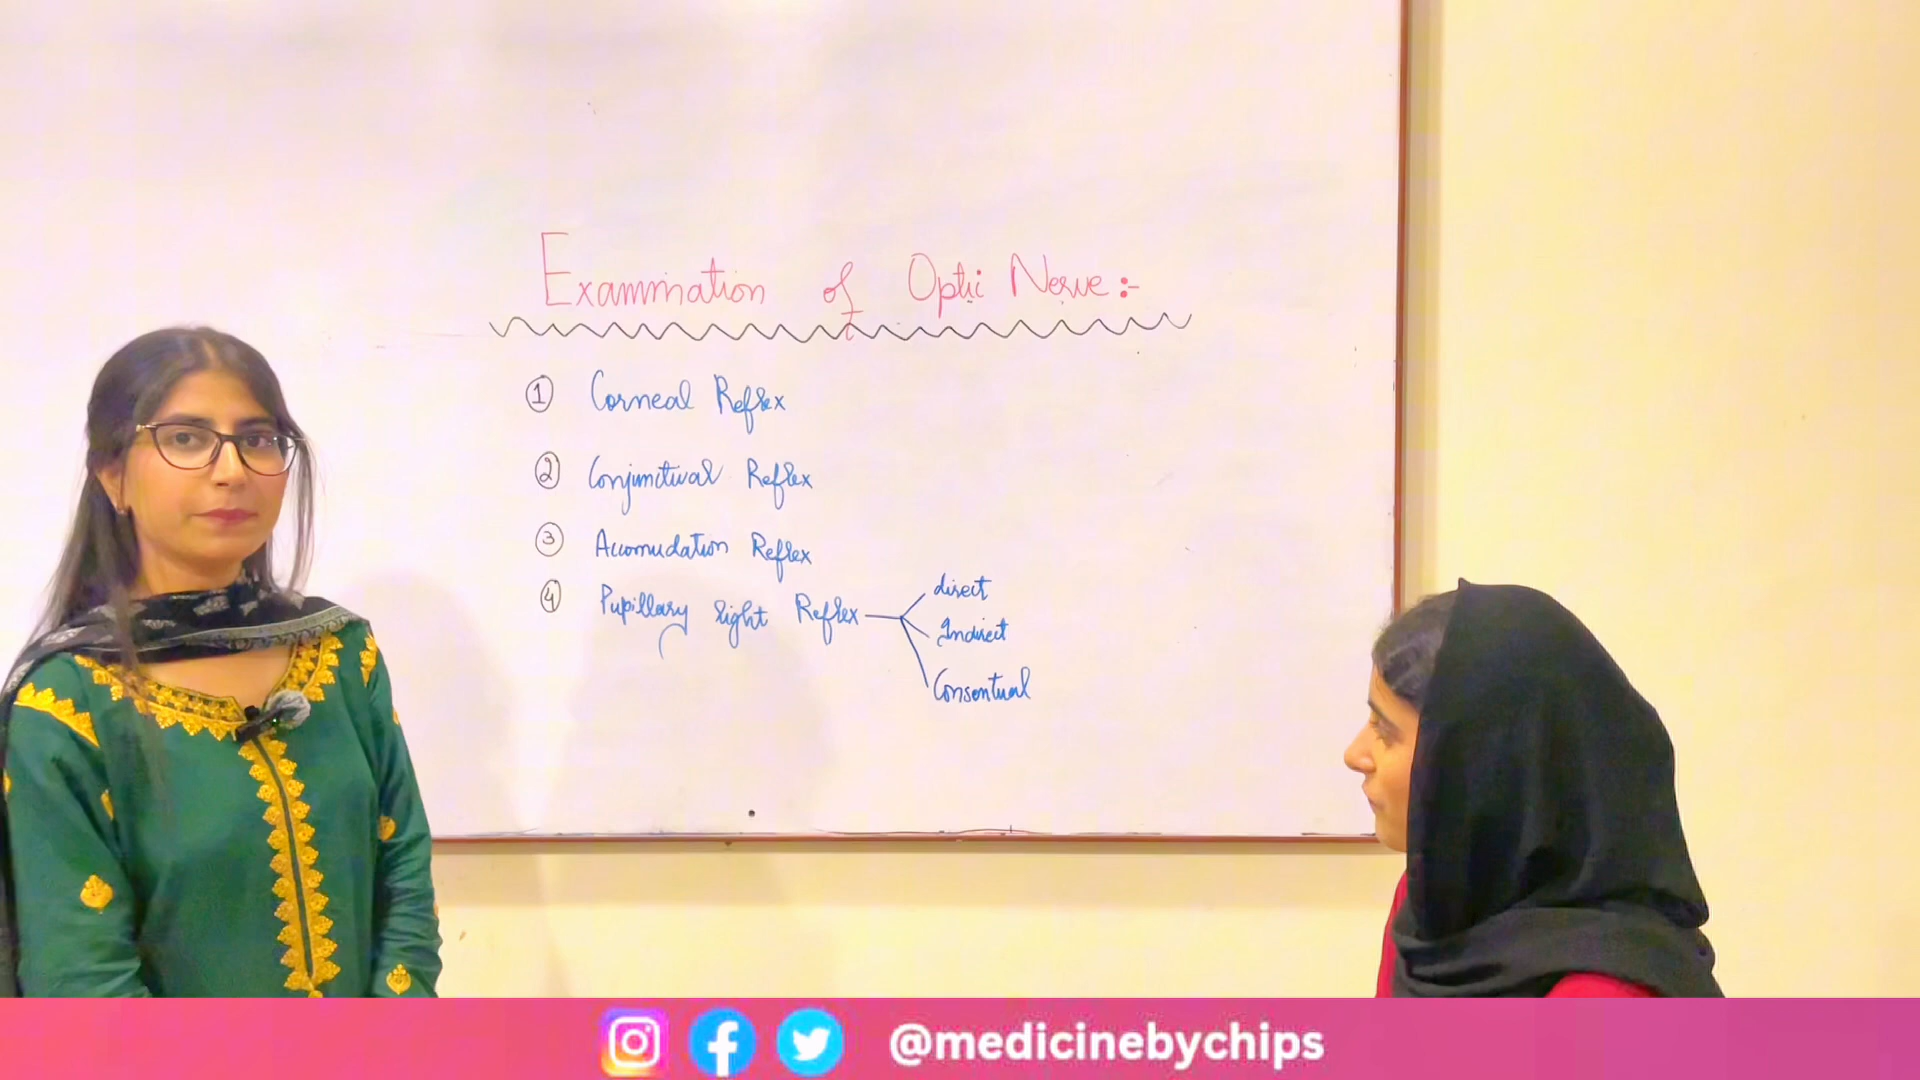 Examination of Optic Nerve:-
① Corneal Reflex
② Conjunctival Reflex
③ Accomudation Reflex
④ Pupillary light Reflex
direct
Indirect
Consentual
@medicinebychips